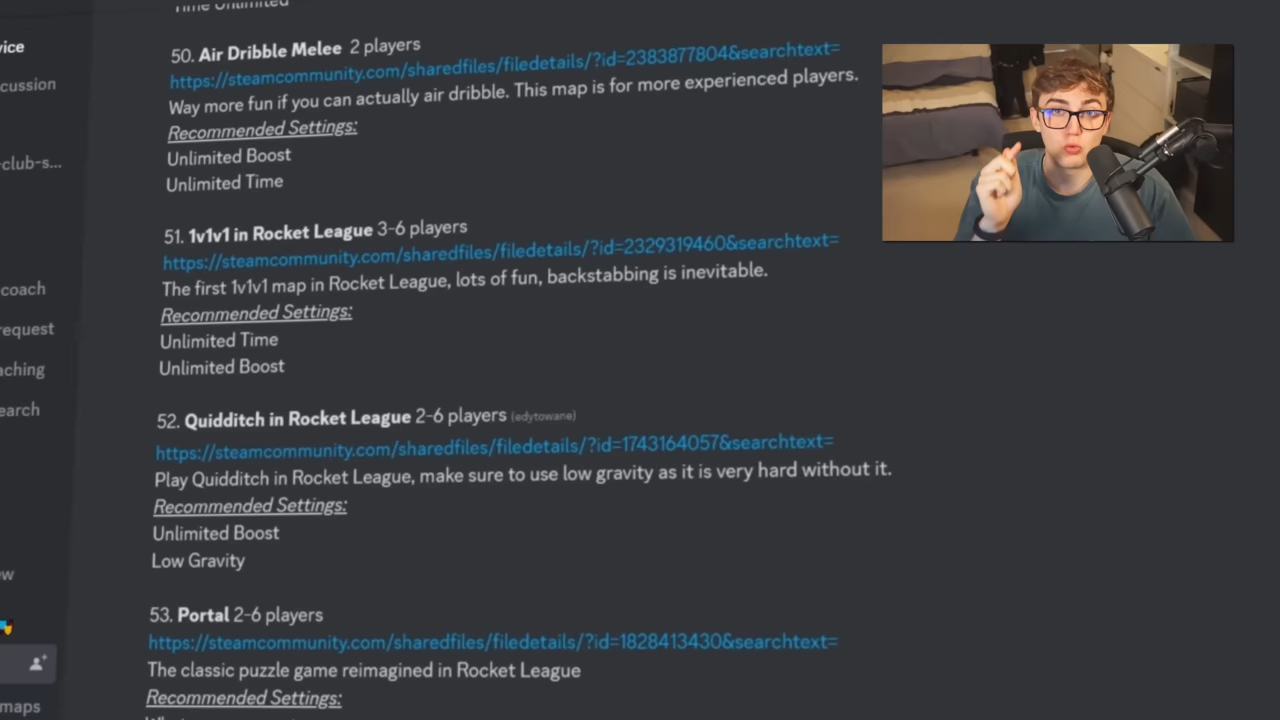 Time Unlimited
50. Air Dribble Melee 2 players
https://steamcommunity.com/sharedfiles/filedetails/?id=2383877804&searchtext=
Way more fun if you can actually air dribble. This map is for more experienced players.
Recommended Settings:
Unlimited Boost
Unlimited Time
51. 1v1v1 in Rocket League 3-6 players
https://steamcommunity.com/sharedfiles/filedetails/?id=2329319460&searchtext=
The first 1v1v1 map in Rocket League, lots of fun, backstabbing is inevitable.
Recommended Settings:
Unlimited Time
Unlimited Boost
52. Quidditch in Rocket League 2-6 players (edytowane)
https://steamcommunity.com/sharedfiles/filedetails/?id=1743164057&searchtext=
Play Quidditch in Rocket League, make sure to use low gravity as it is very hard without it.
Recommended Settings:
Unlimited Boost
Low Gravity
53. Portal 2-6 players
https://steamcommunity.com/sharedfiles/filedetails/?id=1828413430&searchtext=
The classic puzzle game reimagined in Rocket League
Recommended Settings:
vice
cussion
-club-s...
coach
request
aching
earch
ew
maps